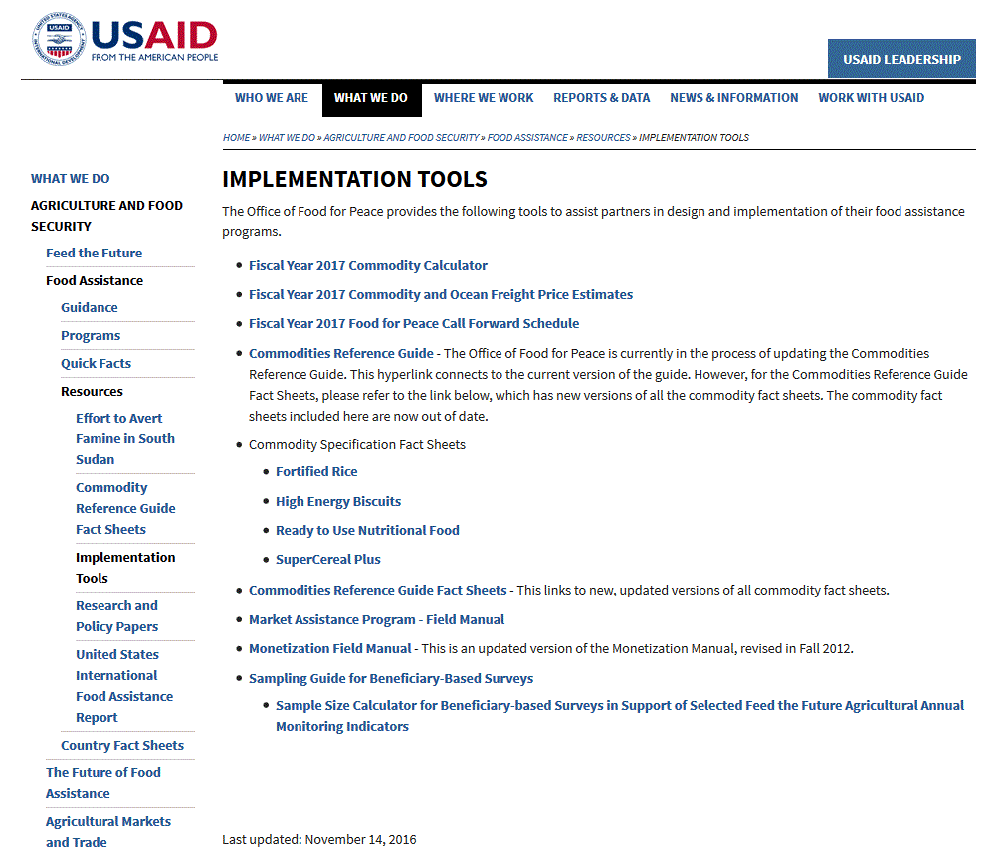 USAID
FROM THE AMERICAN PEOPLE
USAID LEADERSHIP
WHO WE ARE WHAT WE DO WHERE WE WORK REPORTS & DATA NEWS & INFORMATION WORK WITH USAID
HOME » WHAT WE DO » AGRICULTURE AND FOOD SECURITY » FOOD ASSISTANCE » RESOURCES » IMPLEMENTATION TOOLS
WHAT WE DO
AGRICULTURE AND FOOD
SECURITY
Feed the Future
Food Assistance
Guidance
Programs
Quick Facts
Resources
Effort to Avert
Famine in South
Sudan
Commodity
Reference Guide
Fact Sheets
Implementation
Tools
Research and
Policy Papers
United States
International
Food Assistance
Report
Country Fact Sheets
The Future of Food
Assistance
Agricultural Markets
and Trade
IMPLEMENTATION TOOLS
The Office of Food for Peace provides the following tools to assist partners in design and implementation of their food assistance
programs.
• Fiscal Year 2017 Commodity Calculator
• Fiscal Year 2017 Commodity and Ocean Freight Price Estimates
• Fiscal Year 2017 Food for Peace Call Forward Schedule
• Commodities Reference Guide - The Office of Food for Peace is currently in the process of updating the Commodities
Reference Guide. This hyperlink connects to the current version of the guide. However, for the Commodities Reference Guide
Fact Sheets, please refer to the link below, which has new versions of all the commodity fact sheets. The commodity fact
sheets included here are now out of date.
• Commodity Specification Fact Sheets
• Fortified Rice
• High Energy Biscuits
• Ready to Use Nutritional Food
• SuperCereal Plus
• Commodities Reference Guide Fact Sheets - This links to new, updated versions of all commodity fact sheets.
• Market Assistance Program - Field Manual
• Monetization Field Manual - This is an updated version of the Monetization Manual, revised in Fall 2012.
• Sampling Guide for Beneficiary-Based Surveys
• Sample Size Calculator for Beneficiary-based Surveys in Support of Selected Feed the Future Agricultural Annual
Monitoring Indicators
Last updated: November 14, 2016